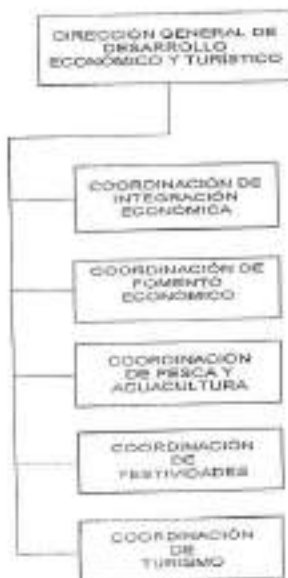 DIRECCIÓN GENERAL DE
DESARROLLO
ECONÓMICO Y TURÍSTICO
COORDINACIÓN DE
INTEGRACIÓN
ECONÓMICA
COORDINACIÓN DE
FOMENTO
ECONÓMICO
COORDINACIÓN
DE PESCA Y
ACUACULTURA
COORDINACIÓN
DE
FESTIVIDADES
COORDINACIÓN
DE
TURISMO